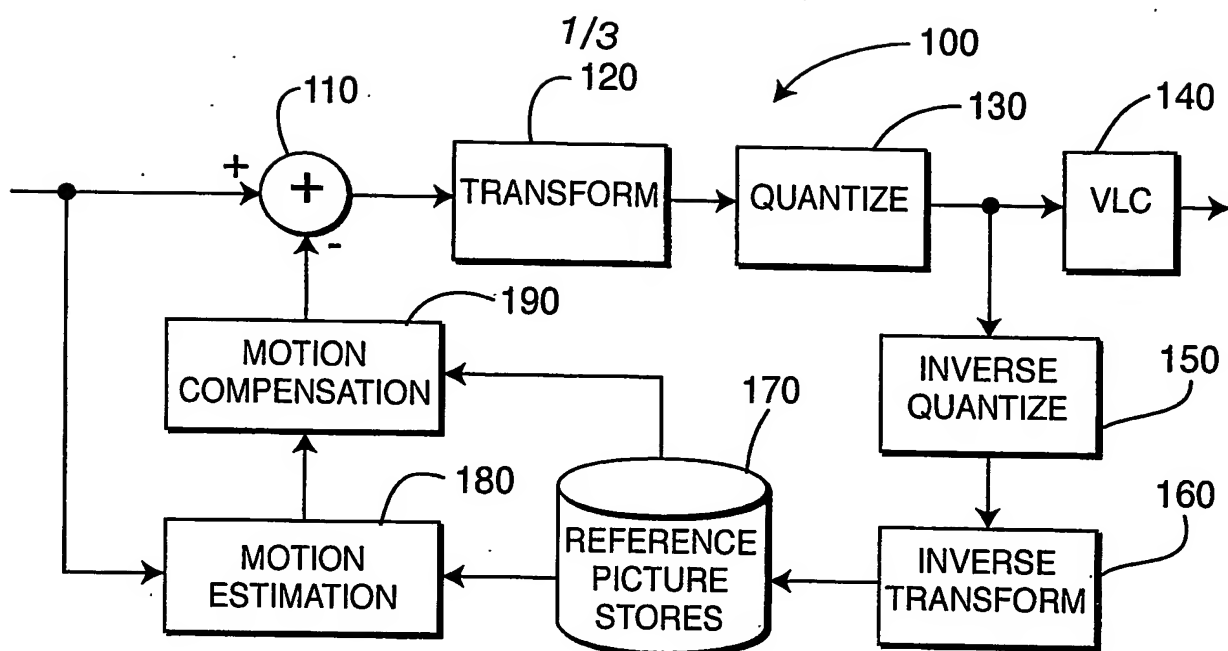 1/3
100
110
120
130
140
+
+
-
TRANSFORM
QUANTIZE
VLC
190
MOTION
COMPENSATION
170
INVERSE
QUANTIZE
150
180
MOTION
ESTIMATION
REFERENCE
PICTURE
STORES
INVERSE
TRANSFORM
160